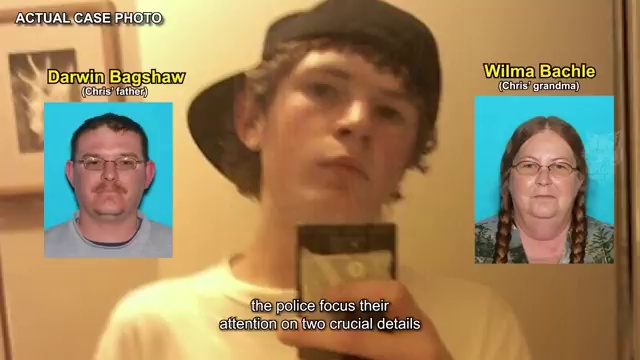 ACTUAL CASE PHOTO
Darwin Bagshaw
(Chris' father)
Wilma Bachle
(Chris' grandma)
the police focus their
attention on two crucial details